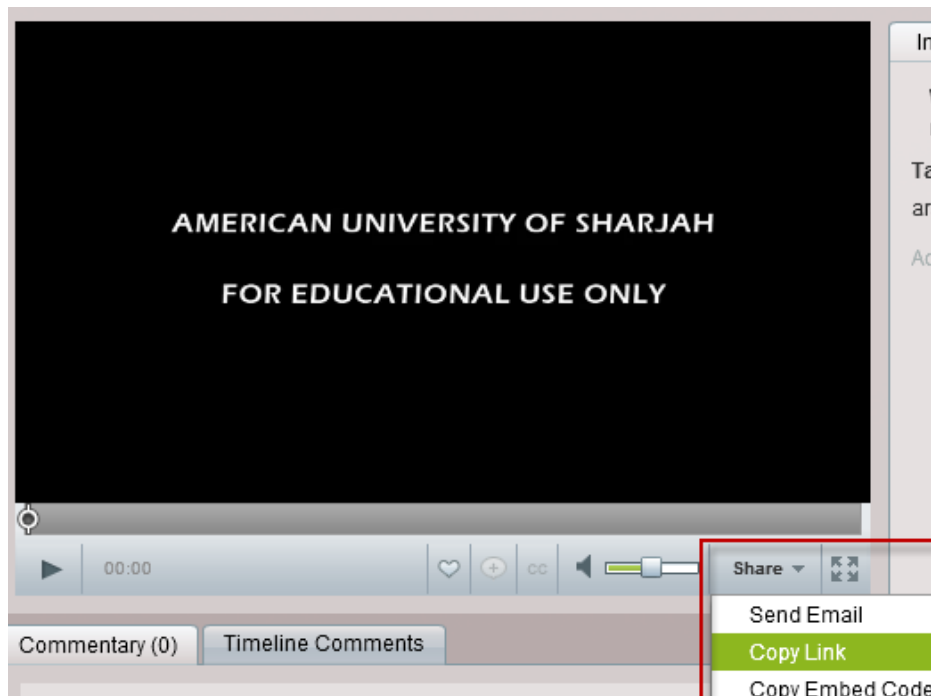 AMERICAN UNIVERSITY OF SHARJAH
FOR EDUCATIONAL USE ONLY
00:00
cc
Share
Send Email
Copy Link
Copy Embed Code
Commentary (0)
Timeline Comments